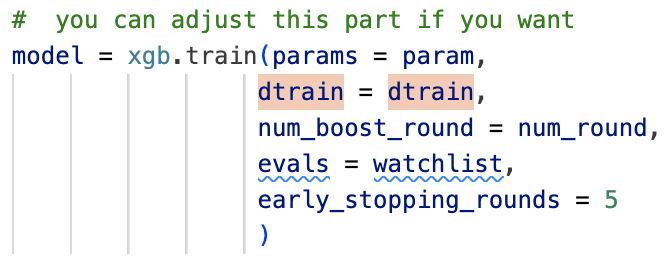 #  you can adjust this part if you want
model = xgb.train(params = param,
dtrain = dtrain,
num_boost_round = num_round,
evals = watchlist,
early_stopping_rounds = 5
)